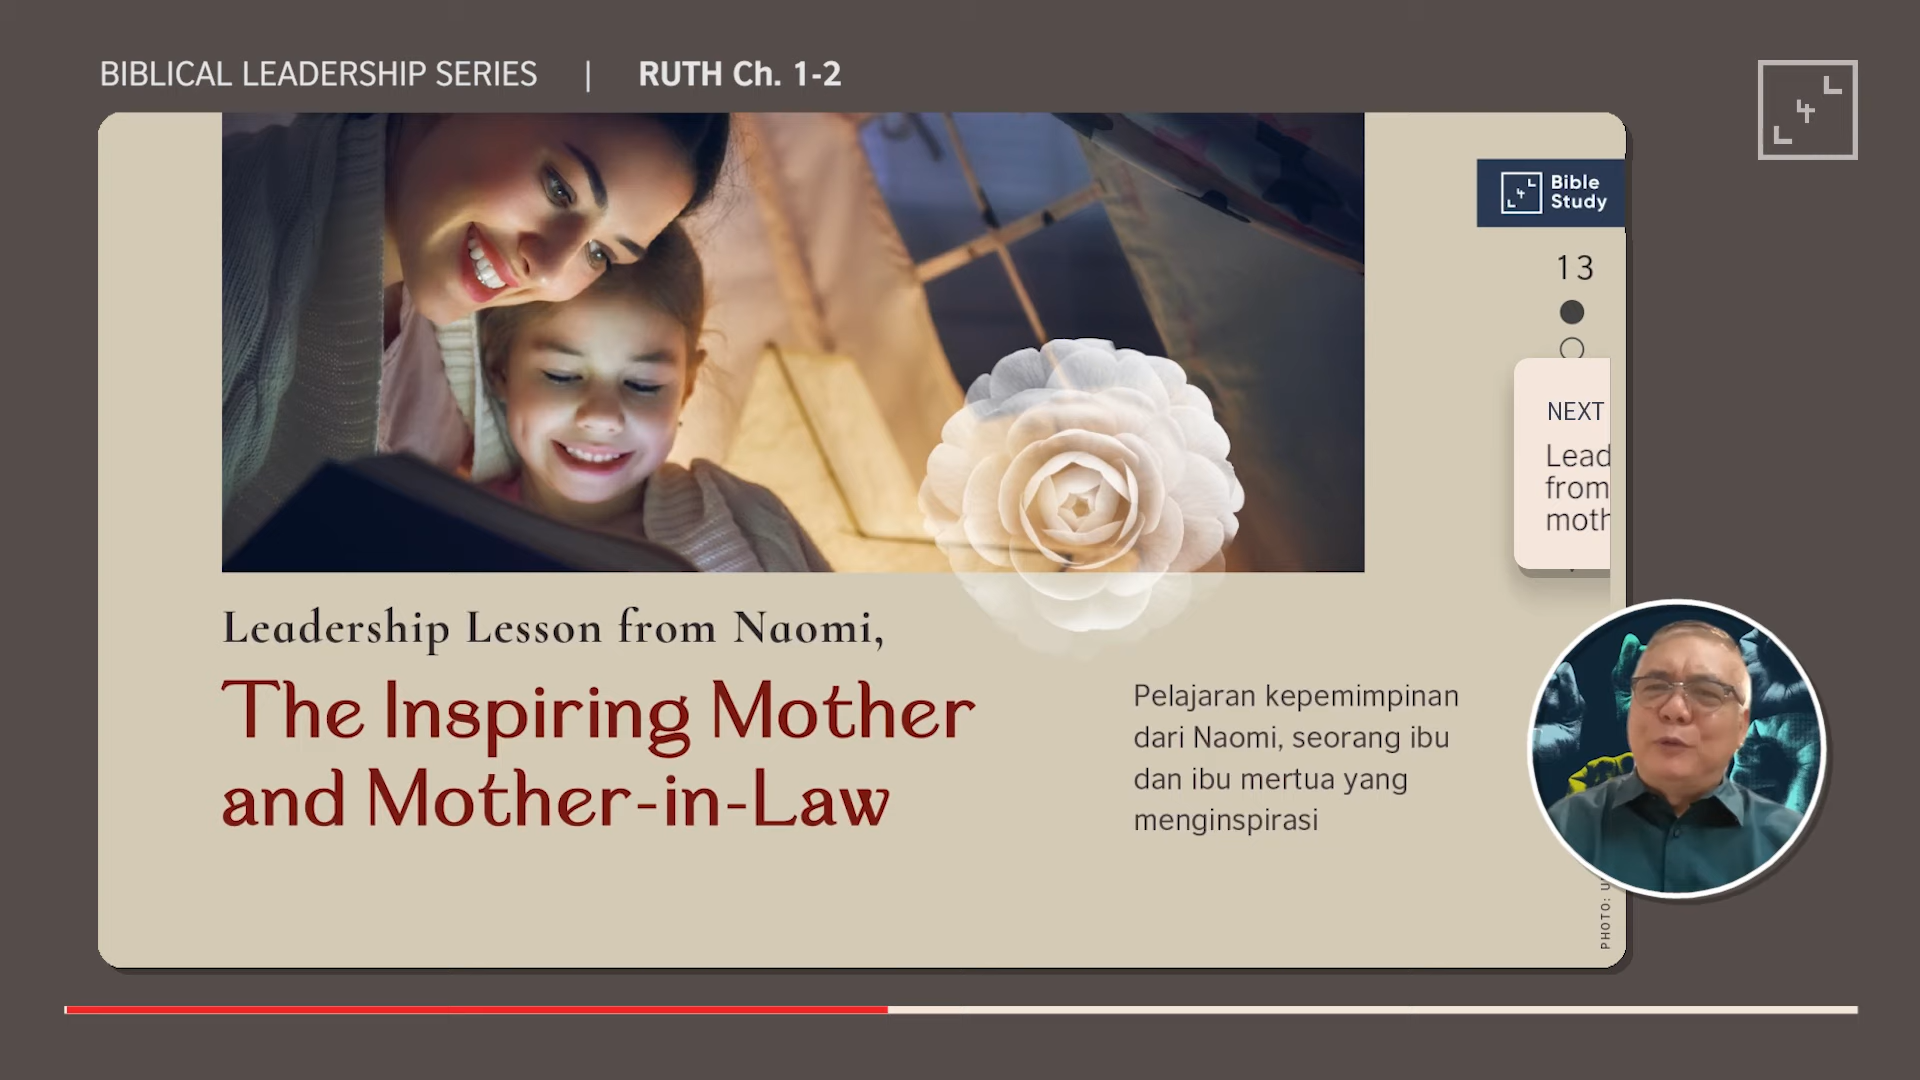 BIBLICAL LEADERSHIP SERIES | RUTH Ch. 1-2
Bible
Study
13
NEXT
Lead
from
moth
Leadership Lesson from Naomi,
The Inspiring Mother
and Mother-in-Law
Pelajaran kepemimpinan
dari Naomi, seorang ibu
dan ibu mertua yang
menginspirasi
PHOTO: